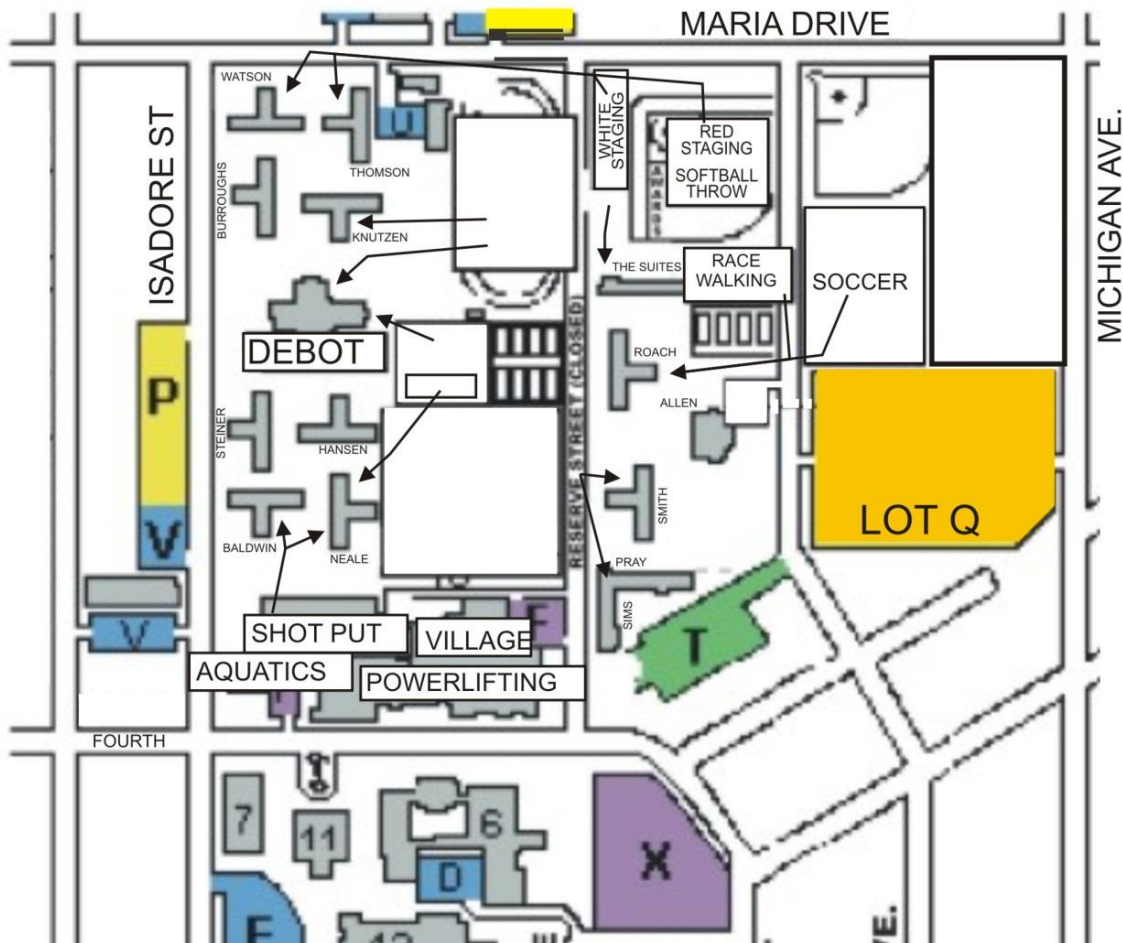 MARIA DRIVE
WATSON
ISADORE ST
U
THOMSON
BURROUGHS
KNUTZEN
WHITE
STAGING
RED
STAGING
SOFTBALL
THROW
AWARDS
MICHIGAN AVE.
THE SUITES
RACE
WALKING
SOCCER
DEBOT
RESERVE STREET (CLOSED)
ROACH
ALLEN
P
STEINER
HANSEN
V
BALDWIN
NEALE
SMITH
LOT Q
PRAY
SIMS
T
V
SHOT PUT
VILLAGE
F
AQUATICS
POWERLIFTING
FOURTH
7
11
6
D
X
VE.